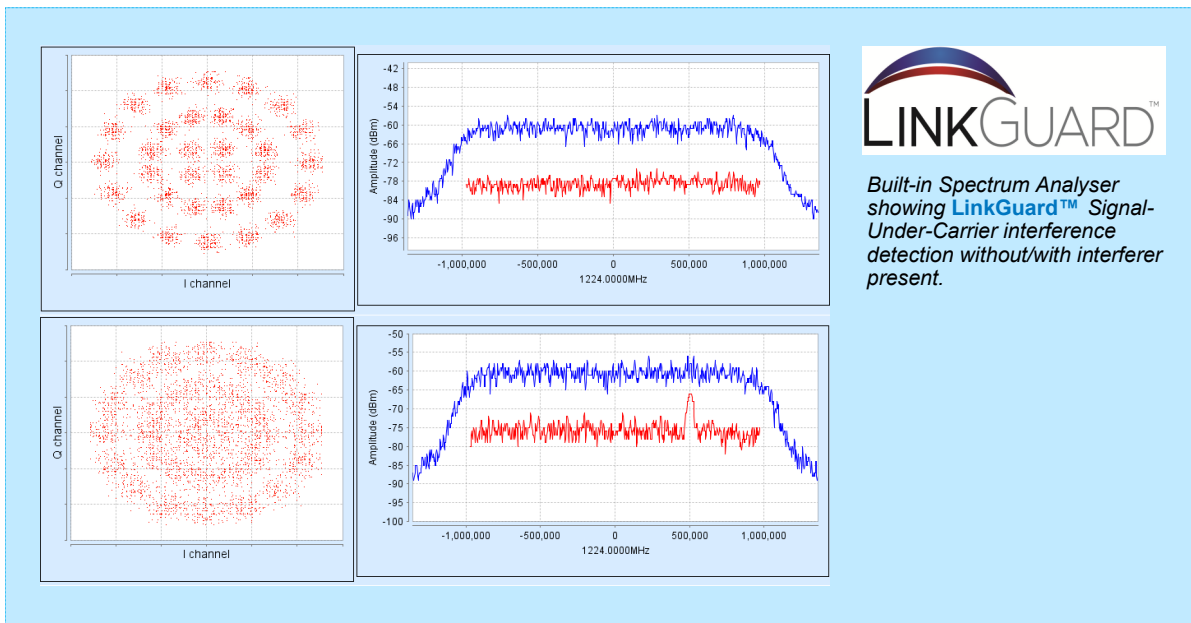 Q channel
I channel
Amplitude (dBm)
-42
-48
-54
-60
-66
-72
-78
-84
-90
-96
-1,000,000 -500,000 0 500,000 1,000,000
1224.0000MHz
LINKGUARD™
Built-in Spectrum Analyser
showing LinkGuard™ Signal-
Under-Carrier interference
detection without/with interferer
present.
Q channel
I channel
Amplitude (dBm)
-50
-55
-60
-65
-70
-75
-80
-85
-90
-95
-100
-1,000,000 -500,000 0 500,000 1,000,000
1224.0000MHz